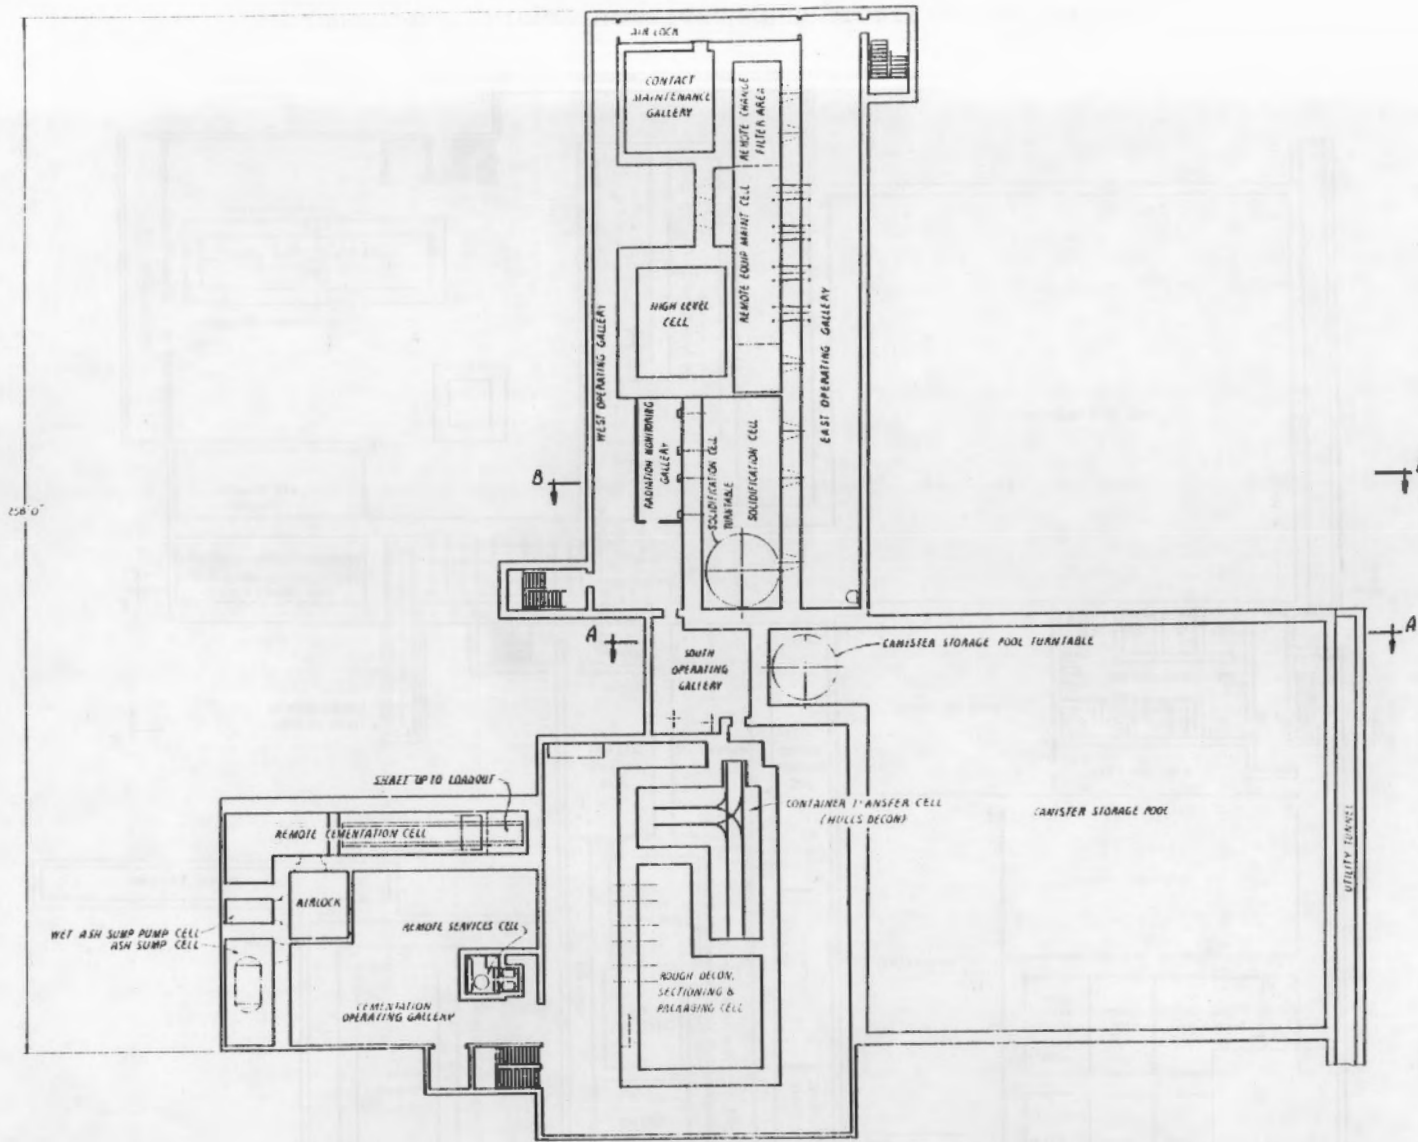 AIR LOCK
CONTACT
MAINTENANCE
GALLERY
REMOTE CHANGE
FILTER AREA
REMOTE EQUIP MAINT CELL
HIGH LEVEL
CELL
WEST OPERATING GALLERY
EAST OPERATING GALLERY
RADIATION MONITORING
GALLERY
SOLIDIFICATION CELL
TURNTABLE
SOLIDIFICATION CELL
B
258'0"
A
A
SOUTH
OPERATING
GALLERY
CANISTER STORAGE POOL TURNTABLE
SHAFT UP TO LOADOUT
REMOTE CEMENTATION CELL
CONTAINER TRANSFER CELL
(HULLS DECON)
CANISTER STORAGE POOL
UTILITY TUNNEL
AIRLOCK
WET ASH SUMP PUMP CELL
ASH SUMP CELL
REMOTE SERVICES CELL
ROUGH DECON,
SECTIONING &
PACKAGING CELL
CEMENTATION
OPERATING GALLERY